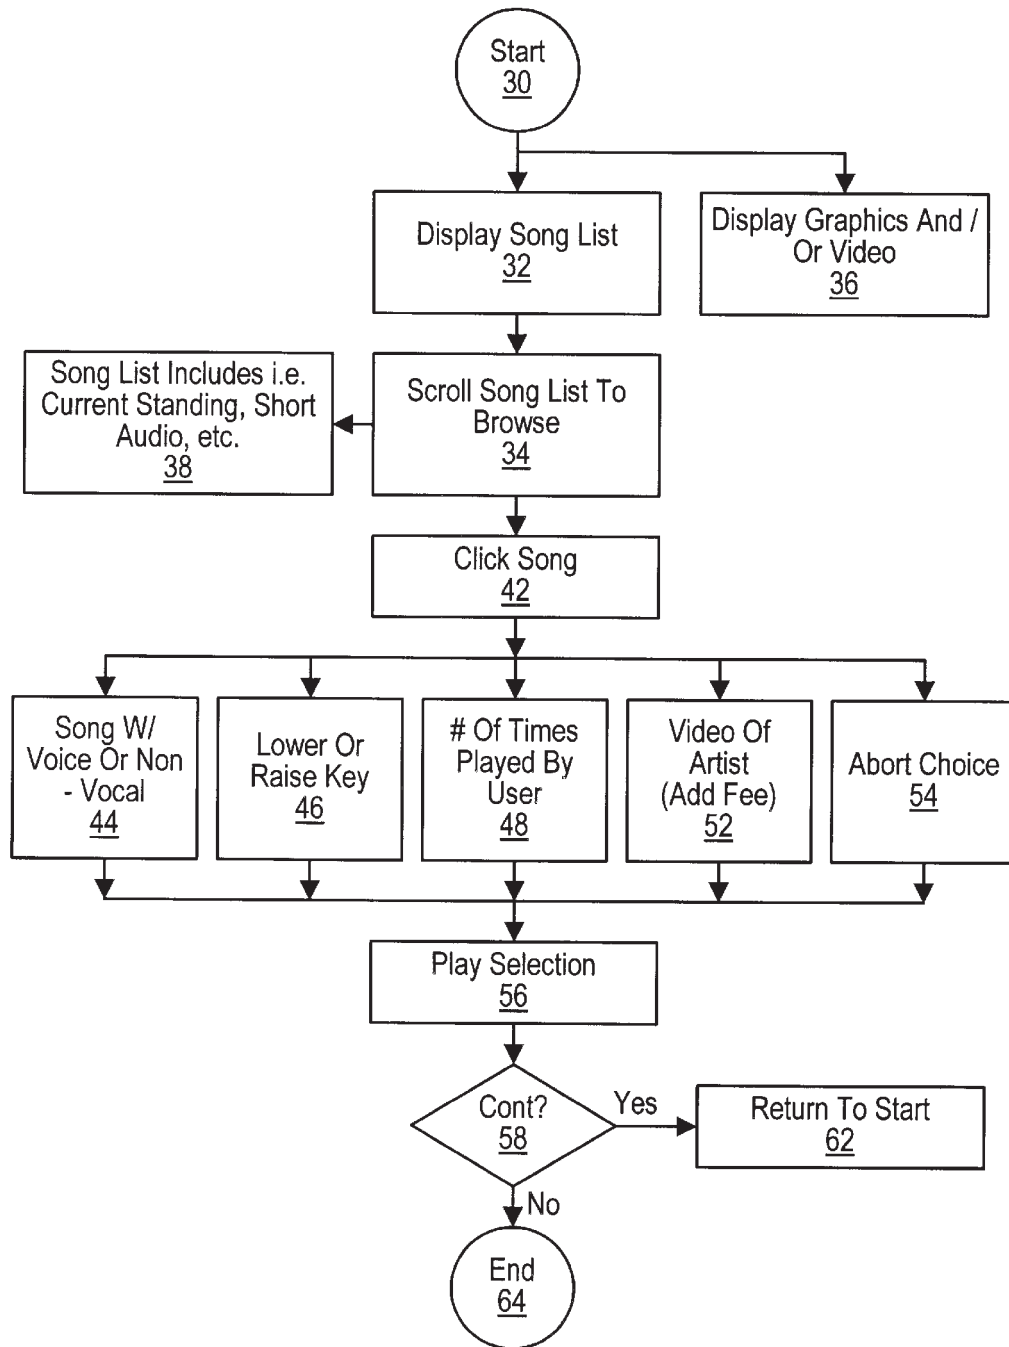 Start
30
Display Song List
32
Display Graphics And /
Or Video
36
Song List Includes i.e.
Current Standing, Short
Audio, etc.
38
Scroll Song List To
Browse
34
Click Song
42
Song W/
Voice Or Non
- Vocal
44
Lower Or
Raise Key
46
# Of Times
Played By
User
48
Video Of
Artist
(Add Fee)
52
Abort Choice
54
Play Selection
56
Cont?
58
Yes
Return To Start
62
No
End
64